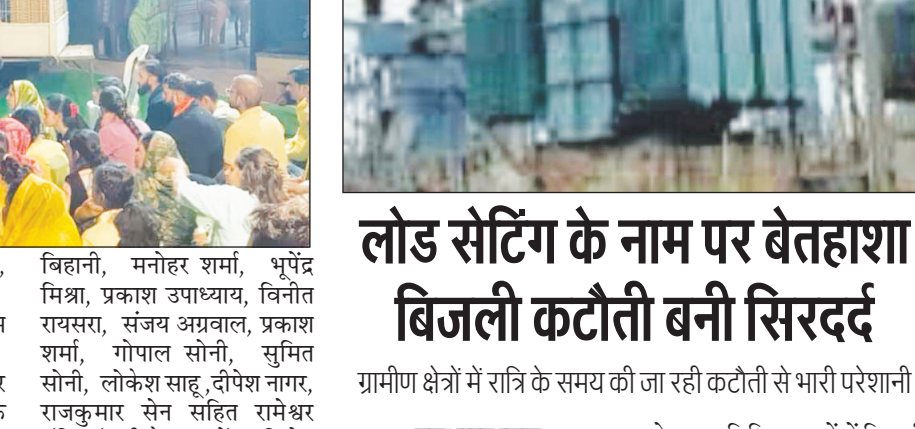 बिहानी, मनोहर शर्मा, भूपेंद्र
मिश्रा, प्रकाश उपाध्याय, विनीत
रायसरा, संजय अग्रवाल, प्रकाश
शर्मा, गोपाल सोनी, सुमित
सोनी, लोकेश साहू ,दीपेश नागर,
राजकुमार सेन सहित रामेश्वर
लोड सेटिंग के नाम पर बेतहाशा
बिजली कटौती बनी सिरदर्द
ग्रामीण क्षेत्रों में रात्रि के समय की जा रही कटौती से भारी परेशानी